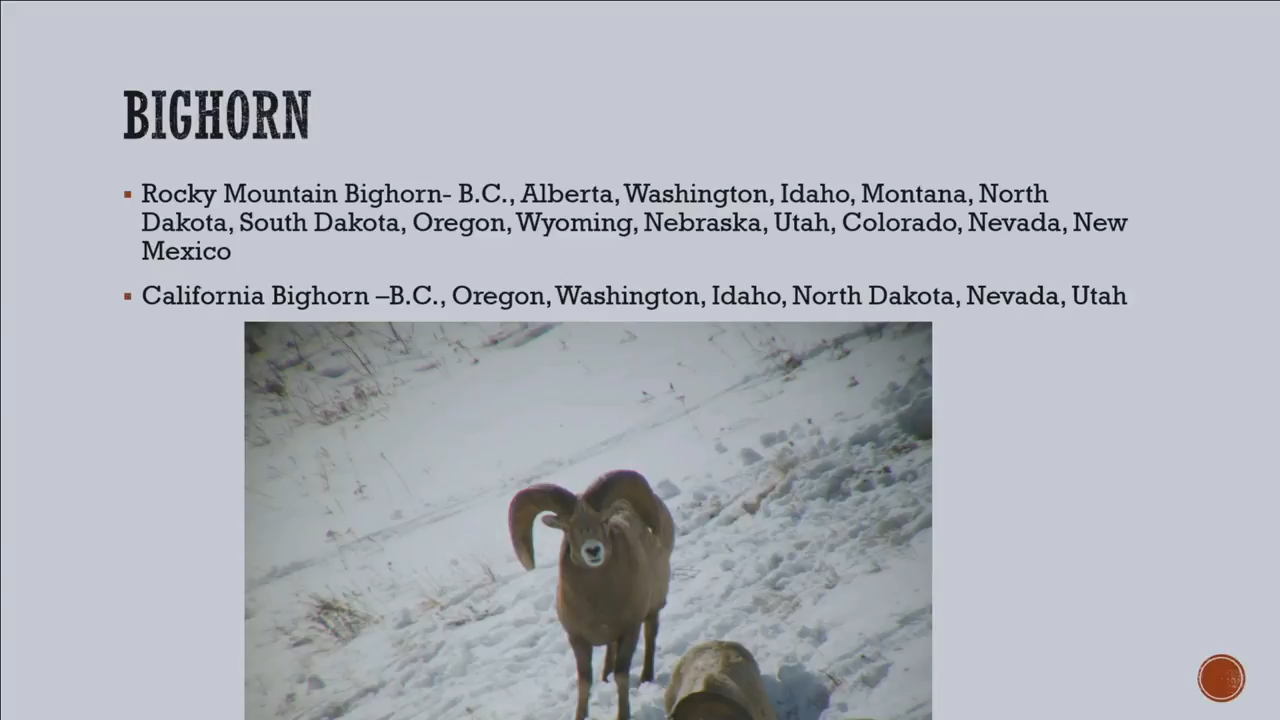 BIGHORN
Rocky Mountain Bighorn- B.C., Alberta, Washington, Idaho, Montana, North
Dakota, South Dakota, Oregon, Wyoming, Nebraska, Utah, Colorado, Nevada, New
Mexico
California Bighorn –B.C., Oregon, Washington, Idaho, North Dakota, Nevada, Utah